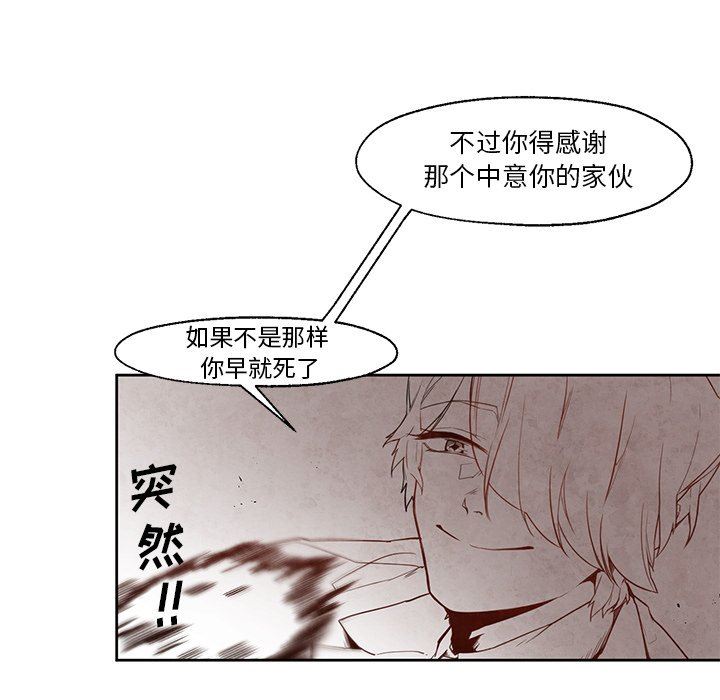 不过你得感谢
那个中意你的家伙
如果不是那样
你早就死了
突然!!